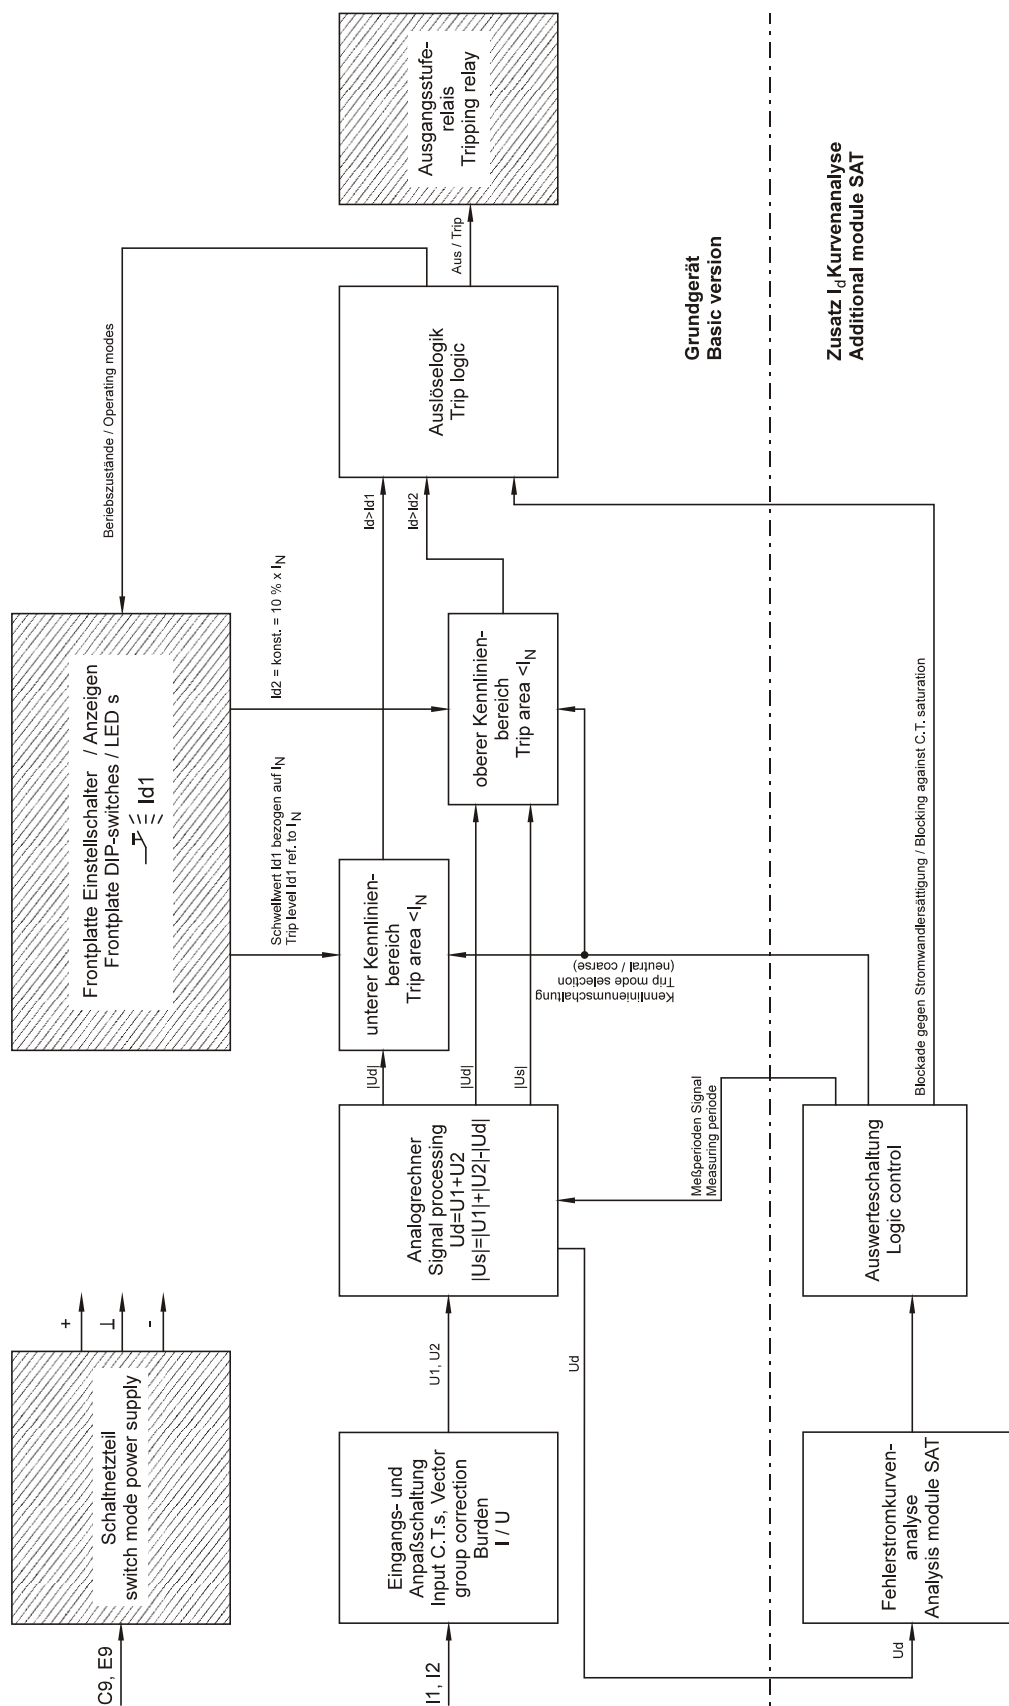 C9, E9
Schaltnetzteil
switch mode power supply
+
⊥
-
Frontplatte Einstellschalter / Anzeigen
Frontplate DIP-switches / LED s
Id1
Beriebszustände / Operating modes
Schwellwert Id1 bezogen auf IN
Trip level Id1 ref. to IN
Id2 = konst. = 10 % x IN
I1, I2
Eingangs- und
Anpaßschaltung
Input C.T.s, Vector
group correction
Burden
I / U
U1, U2
Analogrechner
Signal processing
Ud=U1+U2
|Us|=|U1|+|U2|-|Ud|
|Ud|
|Ud|
|Us|
unterer Kennlinien-
bereich
Trip area <IN
oberer Kennlinien-
bereich
Trip area <IN
Id>Id1
Id>Id2
Auslöselogik
Trip logic
Aus / Trip
Ausgangsstufe-
relais
Tripping relay
Kennlinienumschaltung
Trip mode selection
(neutral / coarse)
Ud
Meßperioden Signal
Measuring periode
Grundgerät
Basic version
Zusatz IdKurvenanalyse
Additional module SAT
Ud
Fehlerstromkurven-
analyse
Analysis module SAT
Auswerteschaltung
Logic control
Blockade gegen Stromwandlersättigung / Blocking against C.T. saturation